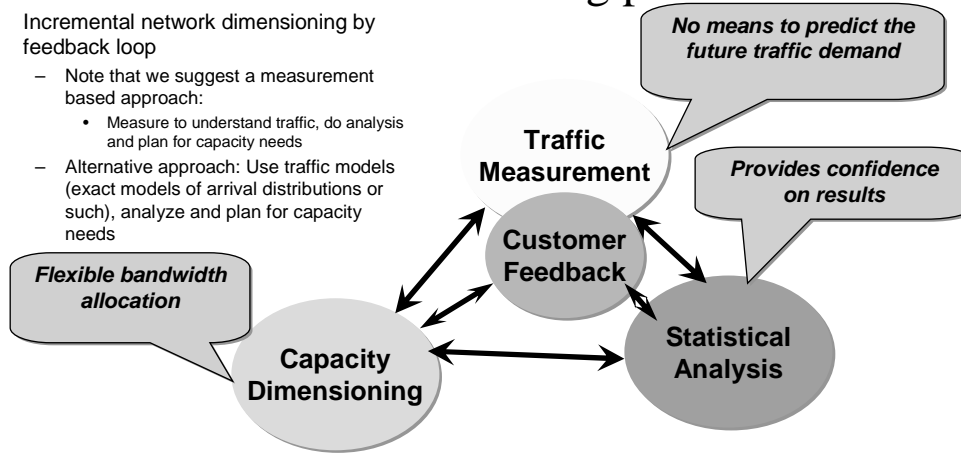 Incremental network dimensioning by
feedback loop
– Note that we suggest a measurement
based approach:
• Measure to understand traffic, do analysis
and plan for capacity needs
– Alternative approach: Use traffic models
(exact models of arrival distributions or
such), analyze and plan for capacity
needs
No means to predict the
future traffic demand
Traffic
Measurement
Provides confidence
on results
Customer
Feedback
Flexible bandwidth
allocation
Statistical
Analysis
Capacity
Dimensioning